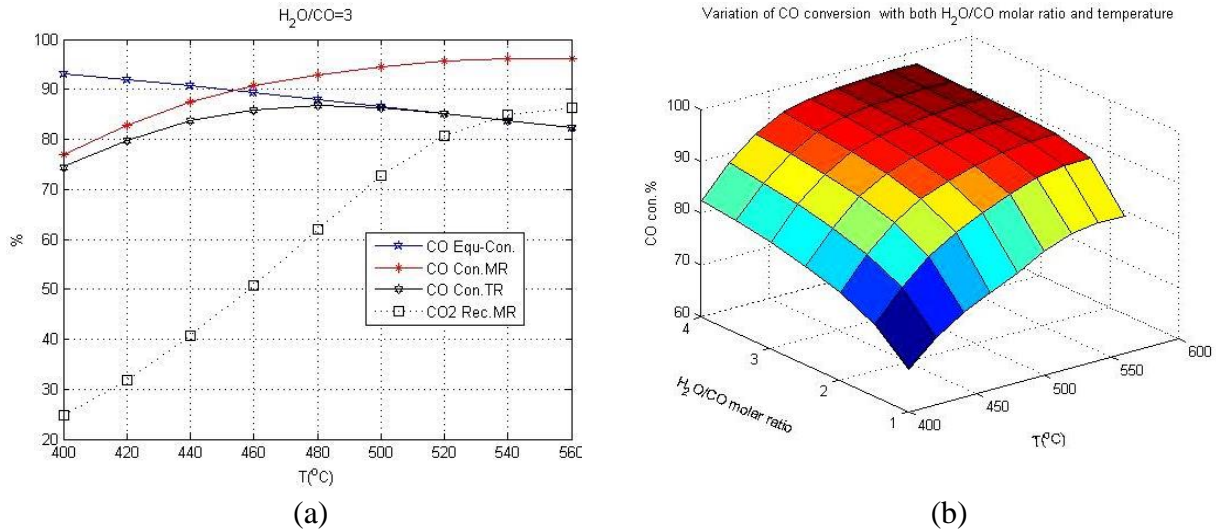 H2O/CO=3
100
90
80
70
60
50
40
30
20
%
CO Equ-Con.
CO Con.MR
CO Con.TR
CO2 Rec.MR
400 420 440 460 480 500 520 540 560
T(oC)
(a)
Variation of CO conversion with both H2O/CO molar ratio and temperature
100
90
80
70
60
CO con.%
4
3
2
1
H2O/CO molar ratio
400
450
500
550
600
T(oC)
(b)